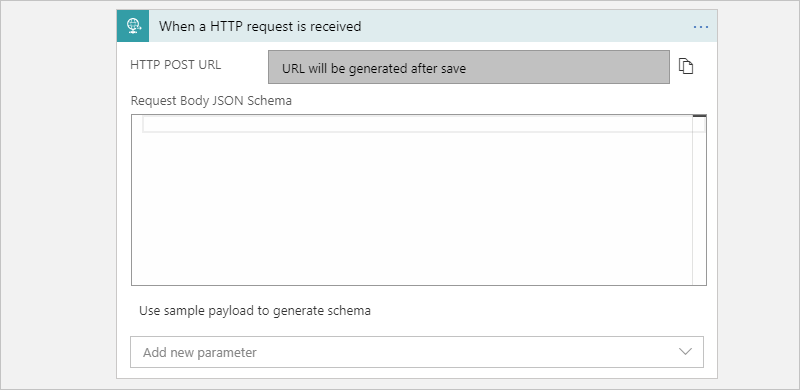 When a HTTP request is received
HTTP POST URL
URL will be generated after save
Request Body JSON Schema
Use sample payload to generate schema
Add new parameter